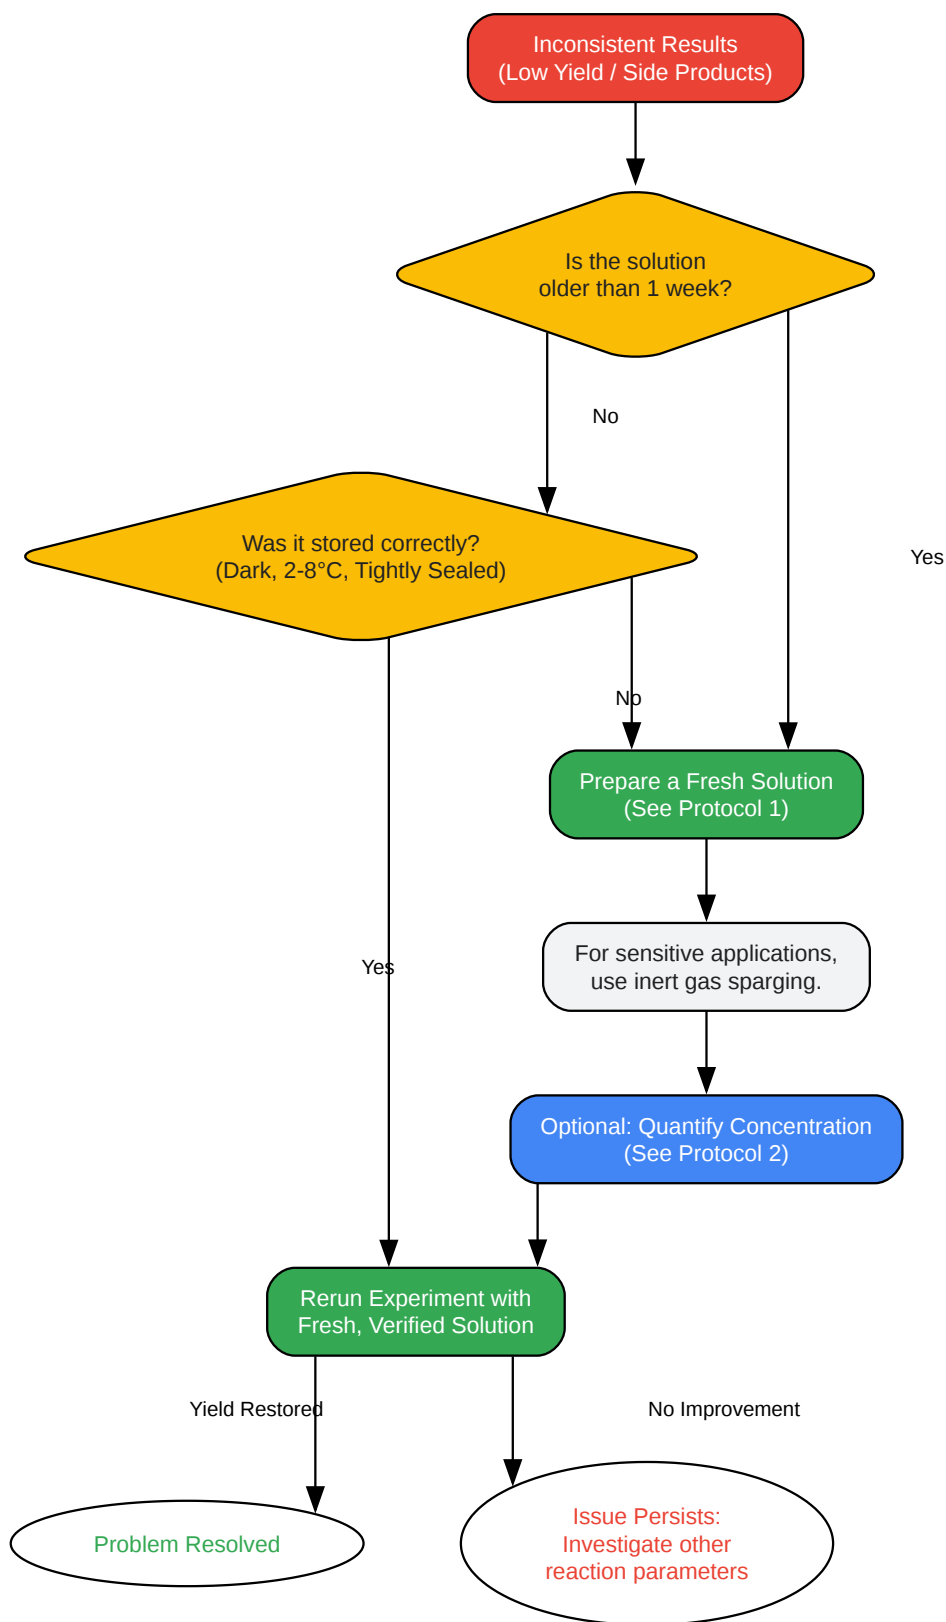 Inconsistent Results
(Low Yield / Side Products)
Is the solution
older than 1 week?
No
Was it stored correctly?
(Dark, 2-8°C, Tightly Sealed)
Yes
No
Prepare a Fresh Solution
(See Protocol 1)
For sensitive applications,
use inert gas sparging.
Yes
Optional: Quantify Concentration
(See Protocol 2)
Rerun Experiment with
Fresh, Verified Solution
Yield Restored
No Improvement
Problem Resolved
Issue Persists:
Investigate other
reaction parameters